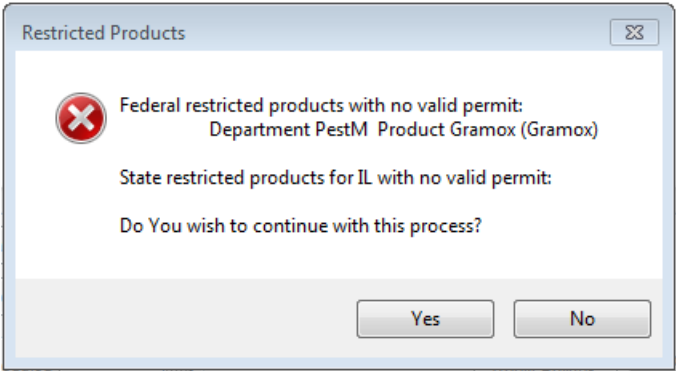 Restricted Products
Federal restricted products with no valid permit:
Department PestM  Product Gramox (Gramox)
State restricted products for IL with no valid permit:
Do You wish to continue with this process?
Yes
No